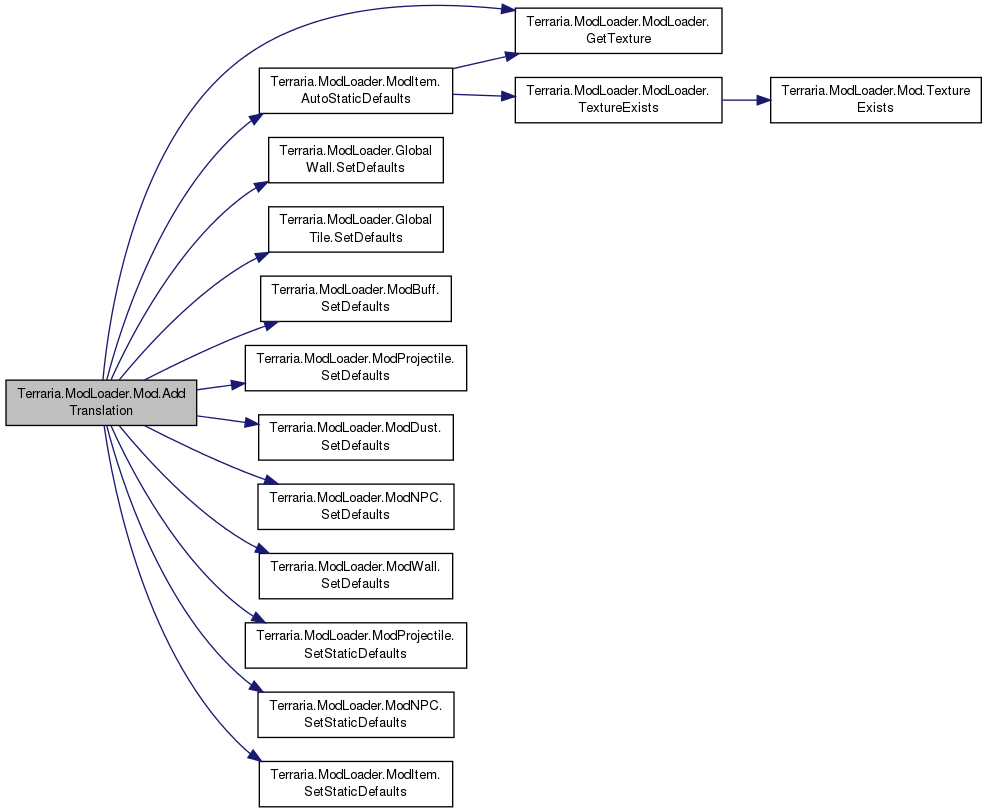 Terraria.ModLoader.ModLoader.
GetTexture
Terraria.ModLoader.ModItem.
AutoStaticDefaults
Terraria.ModLoader.ModLoader.
TextureExists
Terraria.ModLoader.Mod.Texture
Exists
Terraria.ModLoader.Global
Wall.SetDefaults
Terraria.ModLoader.Global
Tile.SetDefaults
Terraria.ModLoader.ModBuff.
SetDefaults
Terraria.ModLoader.ModProjectile.
SetDefaults
Terraria.ModLoader.Mod.Add
Translation
Terraria.ModLoader.ModDust.
SetDefaults
Terraria.ModLoader.ModNPC.
SetDefaults
Terraria.ModLoader.ModWall.
SetDefaults
Terraria.ModLoader.ModProjectile.
SetStaticDefaults
Terraria.ModLoader.ModNPC.
SetStaticDefaults
Terraria.ModLoader.ModItem.
SetStaticDefaults